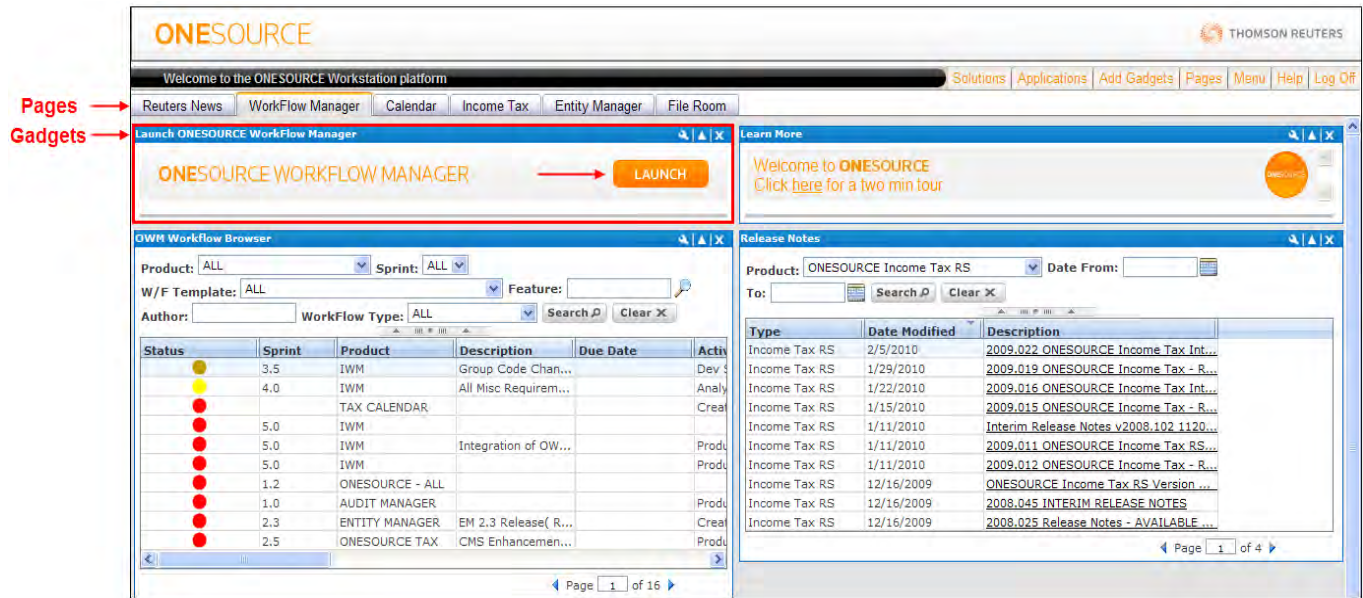 ONESOURCE
THOMSON REUTERS
Welcome to the ONESOURCE Workstation platform
Solutions | Applications | Add Gadgets | Pages | Menu | Help | Log Off
Pages
Reuters News WorkFlow Manager Calendar Income Tax Entity Manager File Room
Gadgets
Launch ONESOURCE WorkFlow Manager
Learn More
ONESOURCE WORKFLOW MANAGER LAUNCH
Welcome to ONESOURCE
Click here for a two min tour
OWM Workflow Browser
Product: ALL Sprint: ALL
W/F Template: ALL Feature:
Author: WorkFlow Type: ALL Search Clear X
Status Sprint Product Description Due Date Activ
3.5 IWM Group Code Chan... Dev S
4.0 IWM All Misc Requirem... Analy
TAX CALENDAR Creat
5.0 IWM
5.0 IWM Integration of OW... Produ
5.0 IWM Produ
1.2 ONESOURCE - ALL
1.0 AUDIT MANAGER Produ
2.3 ENTITY MANAGER EM 2.3 Release( R... Creat
2.5 ONESOURCE TAX CMS Enhancemen... Produ
Page 1 of 16
Release Notes
Product: ONESOURCE Income Tax RS Date From:
To: Search Clear X
Type Date Modified Description
Income Tax RS 2/5/2010 2009.022 ONESOURCE Income Tax Int...
Income Tax RS 1/29/2010 2009.019 ONESOURCE Income Tax - R...
Income Tax RS 1/22/2010 2009.016 ONESOURCE Income Tax Int...
Income Tax RS 1/15/2010 2009.015 ONESOURCE Income Tax - R...
Income Tax RS 1/11/2010 Interim Release Notes v2008.102 1120...
Income Tax RS 1/11/2010 2009.011 ONESOURCE Income Tax RS...
Income Tax RS 1/11/2010 2009.012 ONESOURCE Income Tax - R...
Income Tax RS 12/16/2009 ONESOURCE Income Tax RS Version ...
Income Tax RS 12/16/2009 2008.045 INTERIM RELEASE NOTES
Income Tax RS 12/16/2009 2008.025 Release Notes - AVAILABLE ...
Page 1 of 4